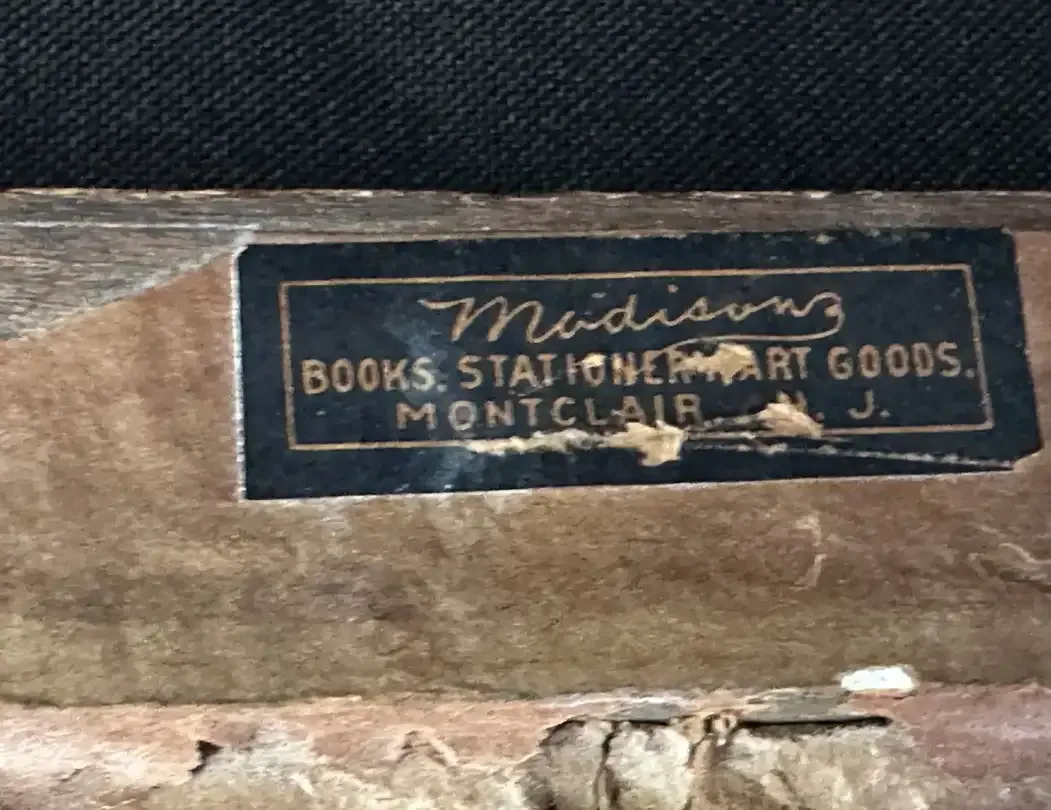 Madison's
BOOKS. STATIONERY. ART GOODS.
MONTCLAIR N. J.